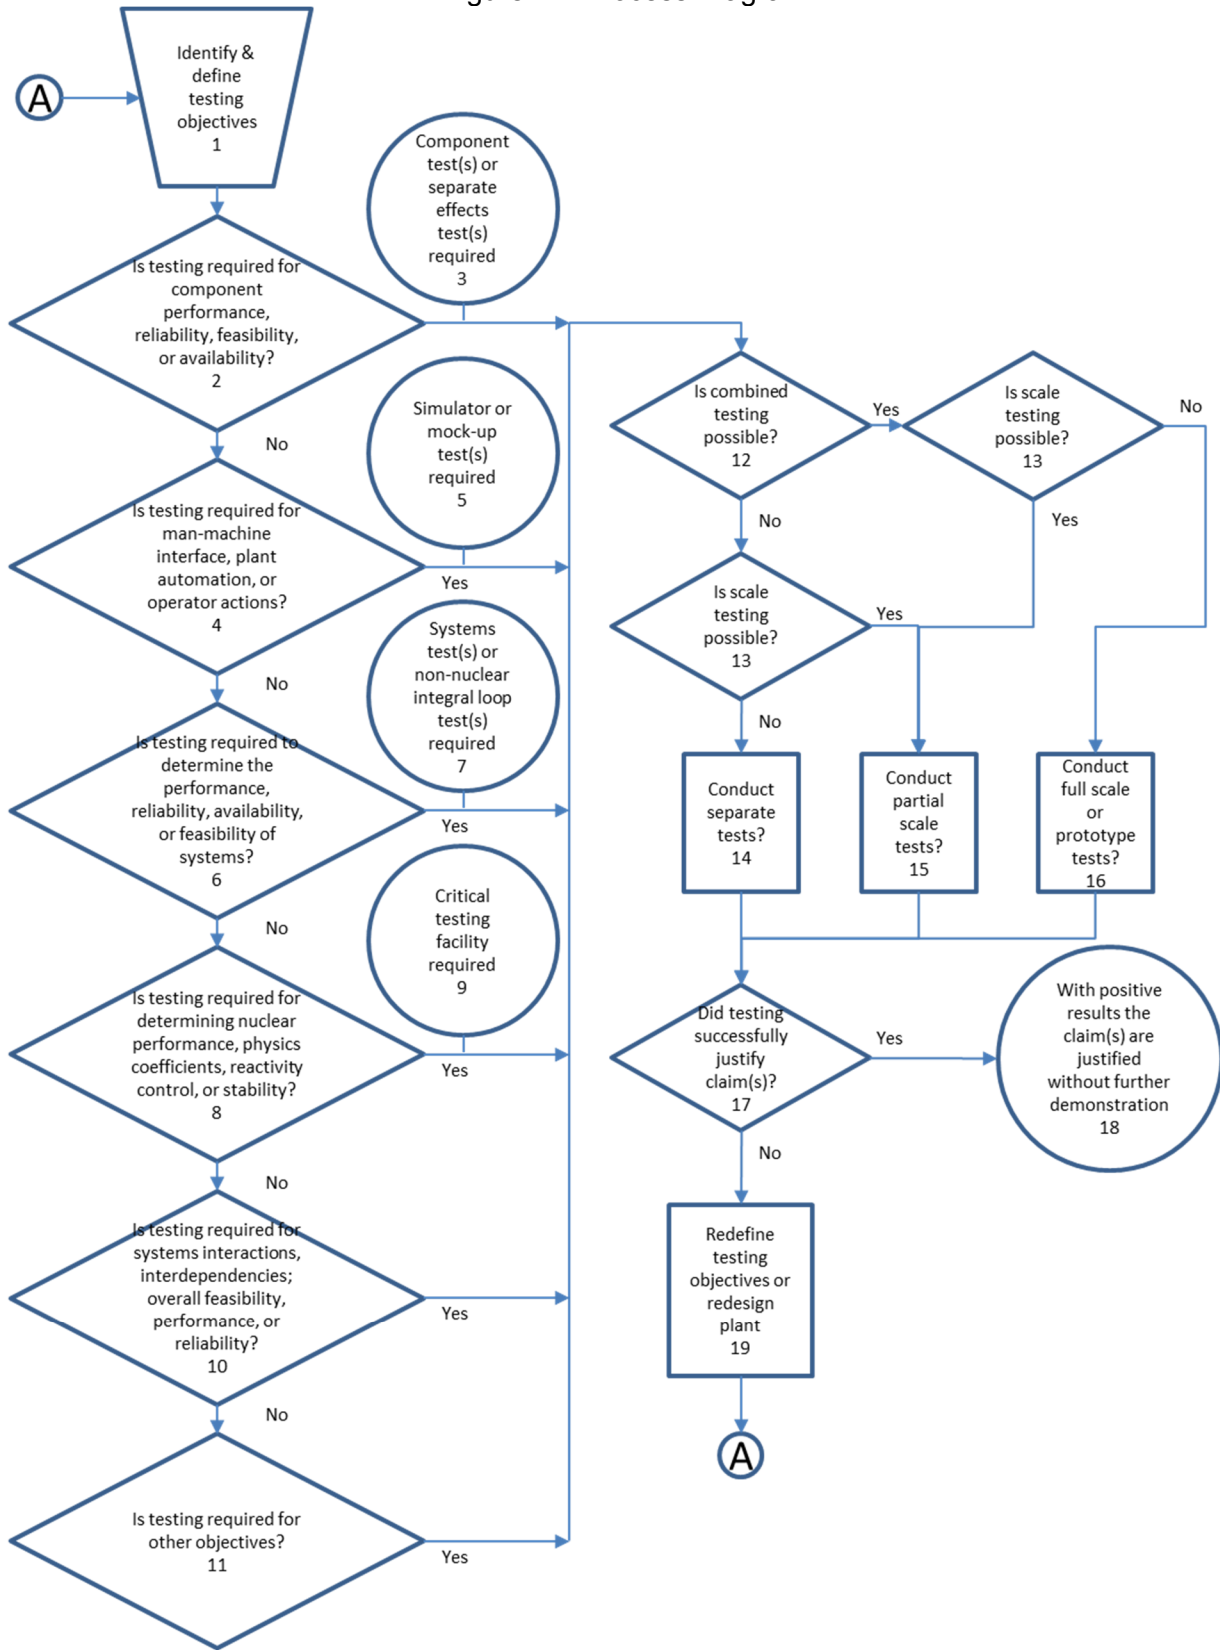 A
Identify &
define
testing
objectives
1
Component
test(s) or
separate
effects
test(s)
required
3
Is testing required for
component
performance,
reliability, feasibility,
or availability?
2
No
Simulator or
mock-up
test(s)
required
5
Is testing required for
man-machine
interface, plant
automation, or
operator actions?
4
Yes
No
Systems
test(s) or
non-nuclear
integral loop
test(s)
required
7
Is testing required to
determine the
performance,
reliability, availability,
or feasibility of
systems?
6
Yes
No
Critical
testing
facility
required
9
Is testing required for
determining nuclear
performance, physics
coefficients, reactivity
control, or stability?
8
Yes
No
Is testing required for
systems interactions,
interdependencies;
overall feasibility,
performance, or
reliability?
10
Yes
No
Is testing required for
other objectives?
11
Yes
Is combined
testing
possible?
12
Yes
Is scale
testing
possible?
13
No
Yes
No
Is scale
testing
possible?
13
Yes
No
Conduct
separate
tests?
14
Conduct
partial
scale
tests?
15
Conduct
full scale
or
prototype
tests?
16
Did testing
successfully
justify
claim(s)?
17
Yes
With positive
results the
claim(s) are
justified
without further
demonstration
18
No
Redefine
testing
objectives or
redesign
plant
19
A